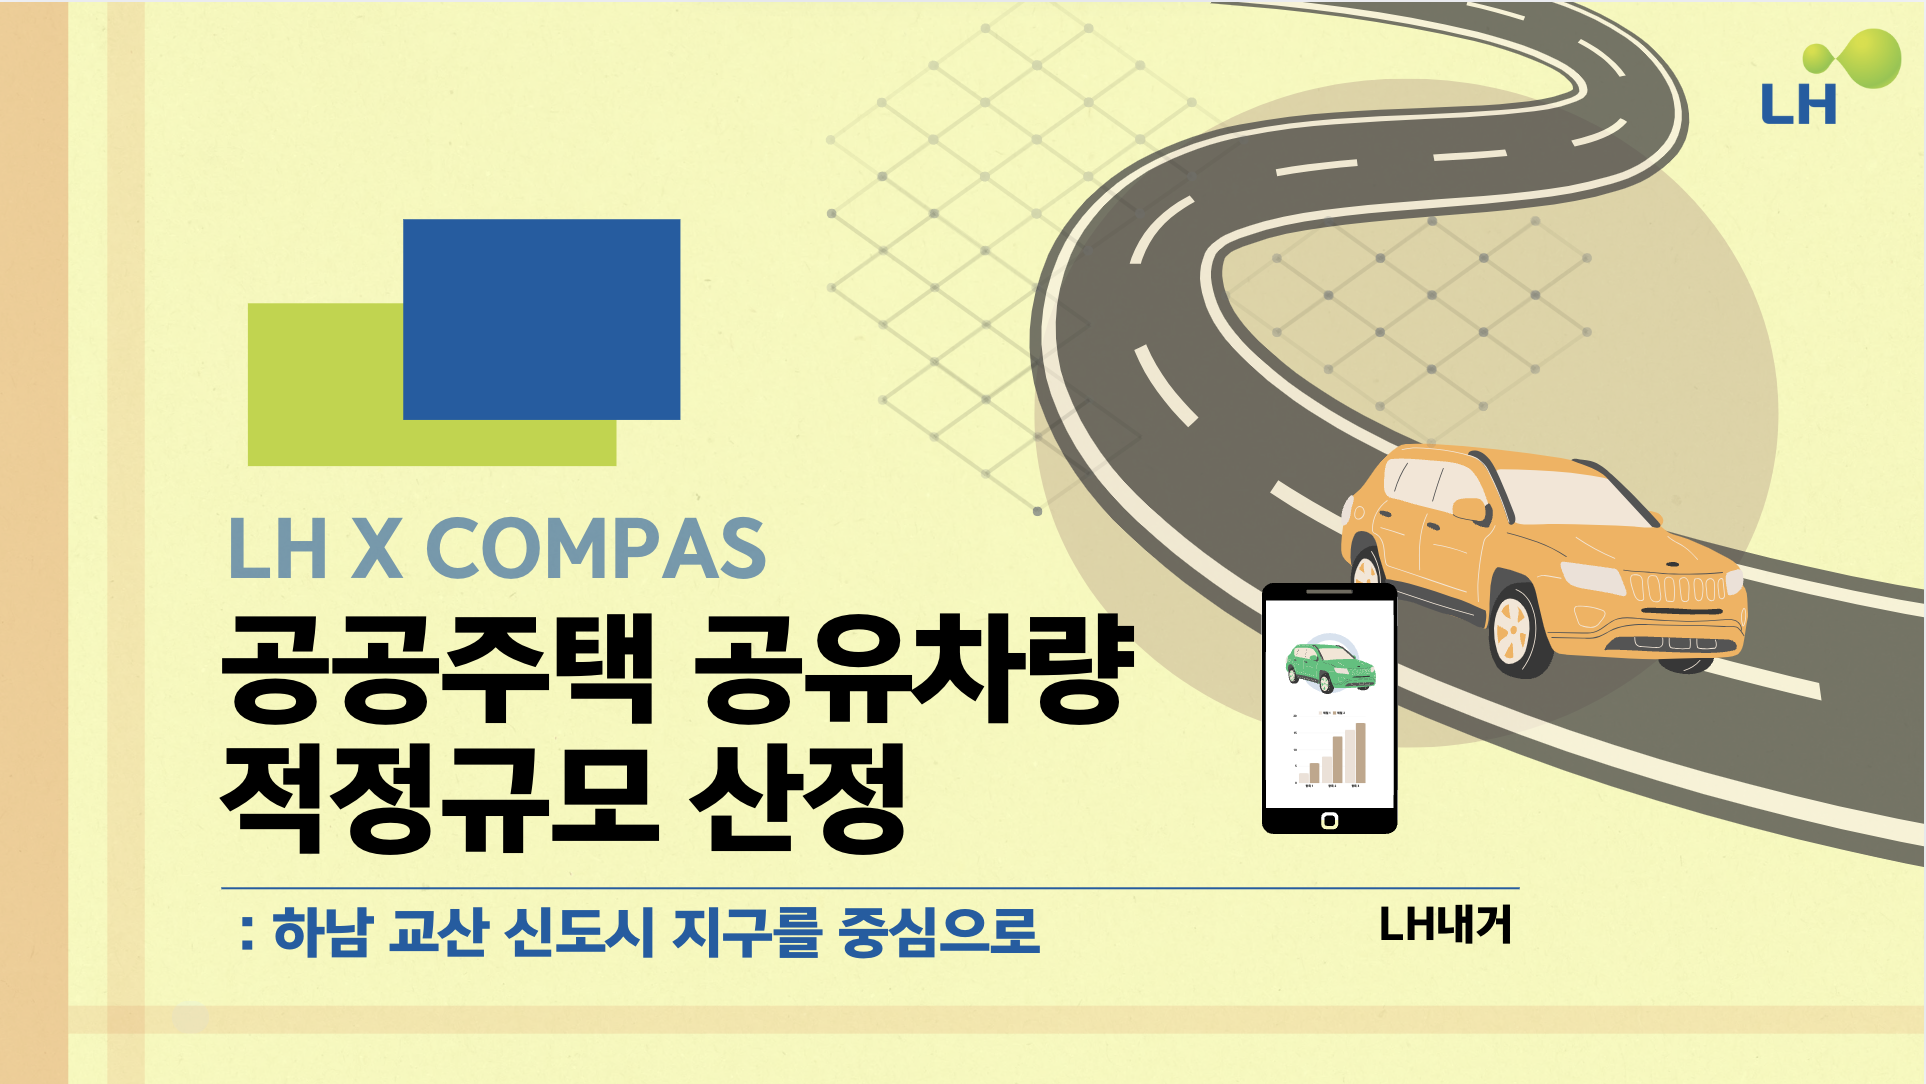 LH
LH X COMPAS
공공주택 공유차량
적정규모 산정
: 하남 교산 신도시 지구를 중심으로
LH내거